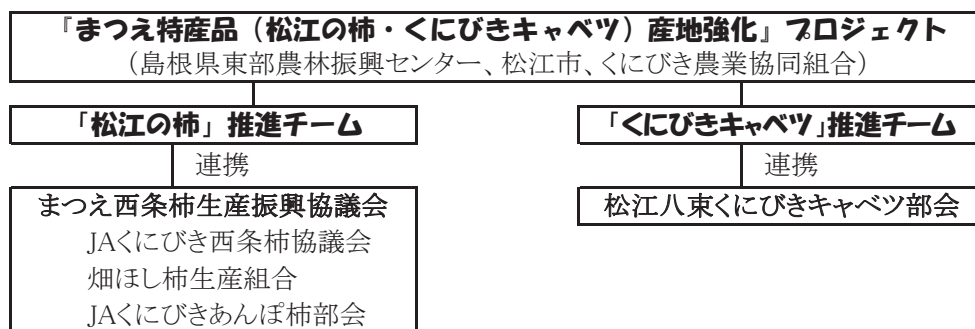 『まつえ特産品（松江の柿・くにびきキャベツ）産地強化』プロジェクト
（島根県東部農林振興センター、松江市、くにびき農業協同組合）
「松江の柿」推進チーム
「くにびきキャベツ」推進チーム
連携
連携
まつえ西条柿生産振興協議会
松江八束くにびきキャベツ部会
JAくにびき西条柿協議会
畑ほし柿生産組合
JAくにびきあんぽ柿部会